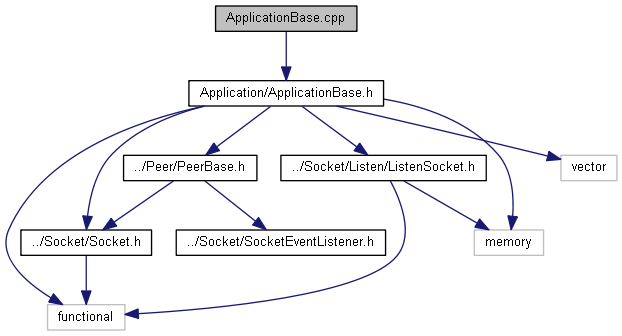 ApplicationBase.cpp
Application/ApplicationBase.h
../Peer/PeerBase.h
../Socket/Listen/ListenSocket.h
vector
../Socket/Socket.h
../Socket/SocketEventListener.h
memory
functional